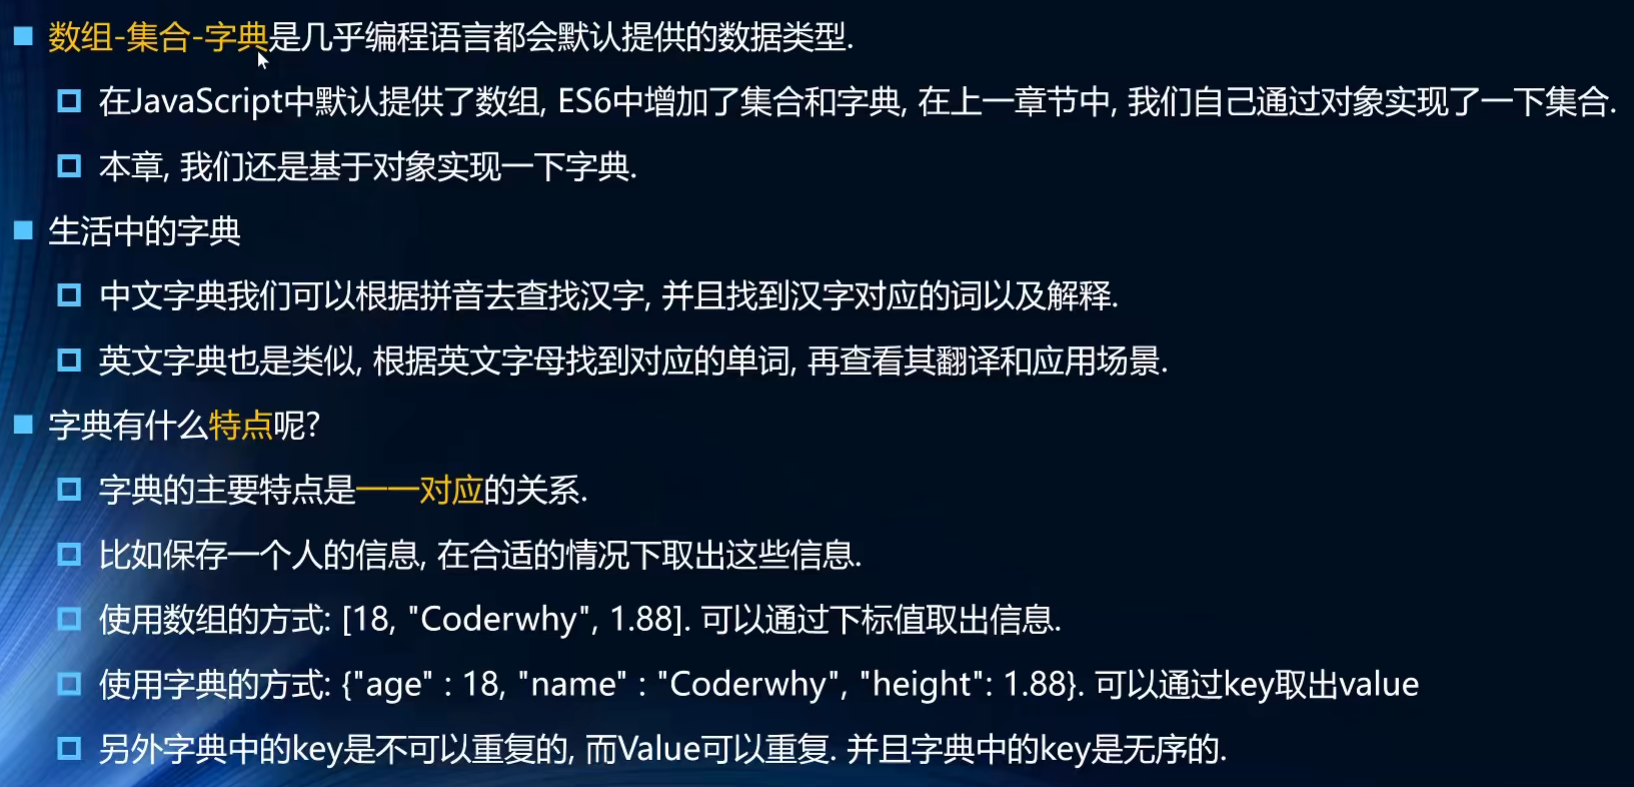 数组-集合-字典是几乎编程语言都会默认提供的数据类型.
在JavaScript中默认提供了数组, ES6中增加了集合和字典, 在上一章节中, 我们自己通过对象实现了一下集合.
本章, 我们还是基于对象实现一下字典.
生活中的字典
中文字典我们可以根据拼音去查找汉字, 并且找到汉字对应的词以及解释.
英文字典也是类似, 根据英文字母找到对应的单词, 再查看其翻译和应用场景.
字典有什么特点呢?
字典的主要特点是一一对应的关系.
比如保存一个人的信息, 在合适的情况下取出这些信息.
使用数组的方式: [18, "Coderwhy", 1.88]. 可以通过下标值取出信息.
使用字典的方式: {"age" : 18, "name" : "Coderwhy", "height": 1.88}. 可以通过key取出value
另外字典中的key是不可以重复的, 而Value可以重复. 并且字典中的key是无序的.